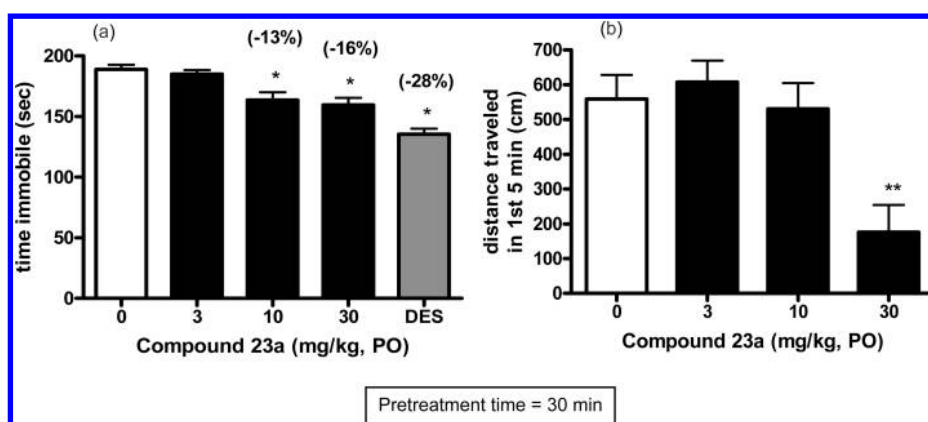 (a)
(-13%)
(-16%)
(-28%)
* * *
time immobile (sec)
200
150
100
50
0
0 3 10 30 DES
Compound 23a (mg/kg, PO)
(b)
distance traveled
in 1st 5 min (cm)
700
600
500
400
300
200
100
0
**
0 3 10 30
Compound 23a (mg/kg, PO)
Pretreatment time = 30 min